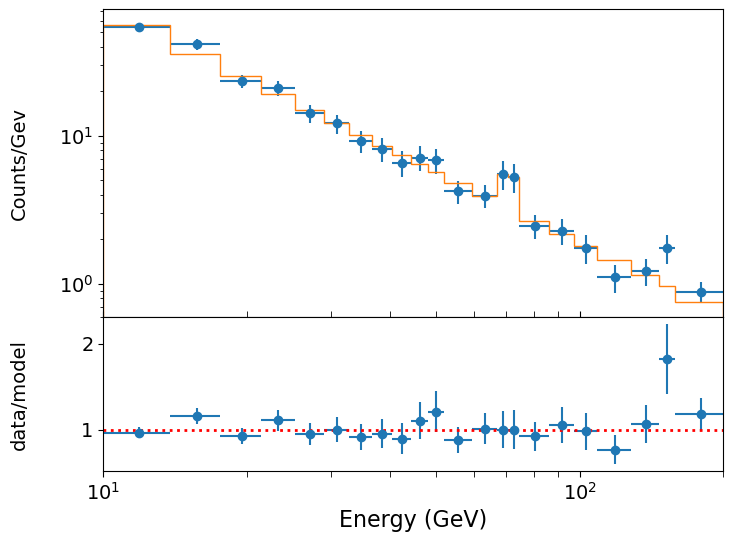 Counts/Gev
10¹
10⁰
data/model
2
1
10¹
10²
Energy (GeV)